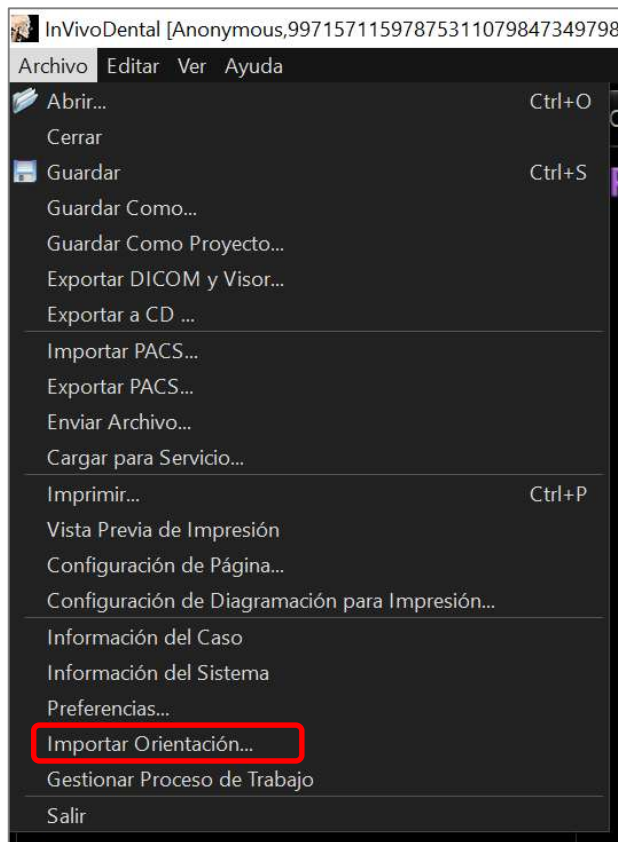 InVivoDental [Anonymous,99715711597875311079847349798
Archivo Editar Ver Ayuda
Abrir... Ctrl+O
Cerrar
Guardar Ctrl+S
Guardar Como...
Guardar Como Proyecto...
Exportar DICOM y Visor...
Exportar a CD ...
Importar PACS...
Exportar PACS...
Enviar Archivo...
Cargar para Servicio...
Imprimir... Ctrl+P
Vista Previa de Impresión
Configuración de Página...
Configuración de Diagramación para Impresión...
Información del Caso
Información del Sistema
Preferencias...
Importar Orientación...
Gestionar Proceso de Trabajo
Salir